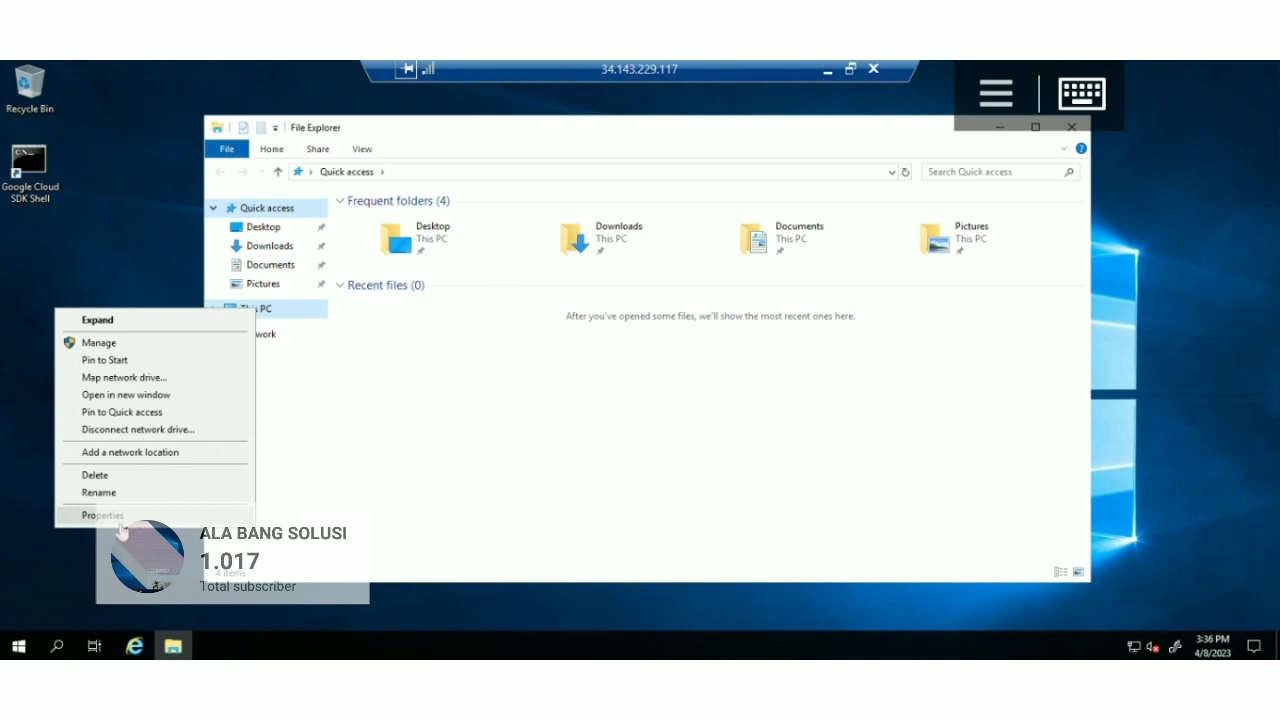 34.143.229.117
Recycle Bin
Google Cloud
SDK Shell
File Explorer
File
Home
Share
View
Quick access
Search Quick access
Quick access
Desktop
Downloads
Documents
Pictures
PC
work
Frequent folders (4)
Desktop
This PC
Downloads
This PC
Documents
This PC
Pictures
This PC
Recent files (0)
After you've opened some files, we'll show the most recent ones here.
Expand
Manage
Pin to Start
Map network drive...
Open in new window
Pin to Quick access
Disconnect network drive...
Add a network location
Delete
Rename
Properties
ALA BANG SOLUSI
1.017
4 items
Total subscriber
3:36 PM
4/8/2023